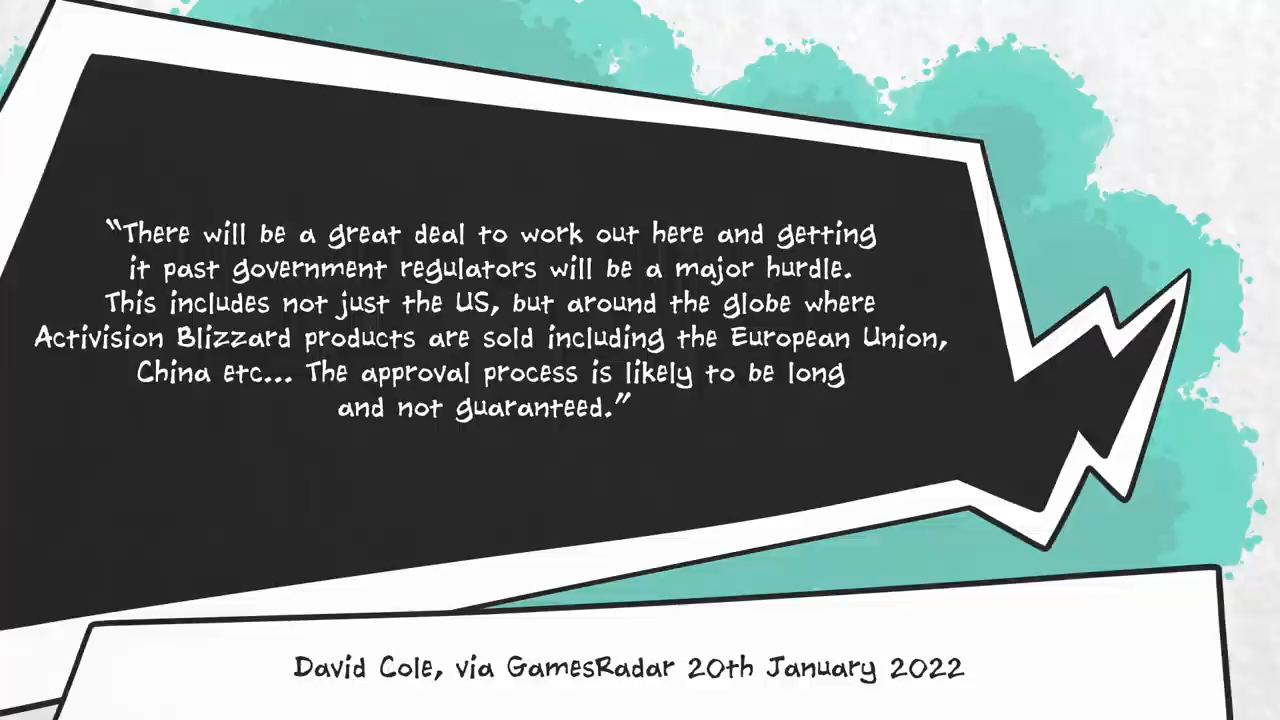 “There will be a great deal to work out here and getting
it past government regulators will be a major hurdle.
This includes not just the US, but around the globe where
Activision Blizzard products are sold including the European Union,
China etc... The approval process is likely to be long
and not guaranteed.”
David Cole, via GamesRadar 20th January 2022